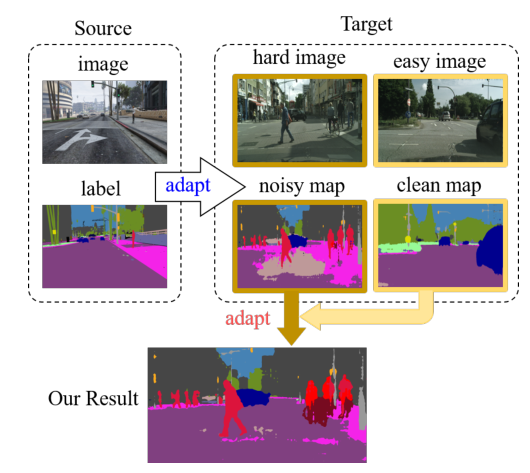 Source
Target
image
hard image
easy image
label
adapt
noisy map
clean map
adapt
Our Result